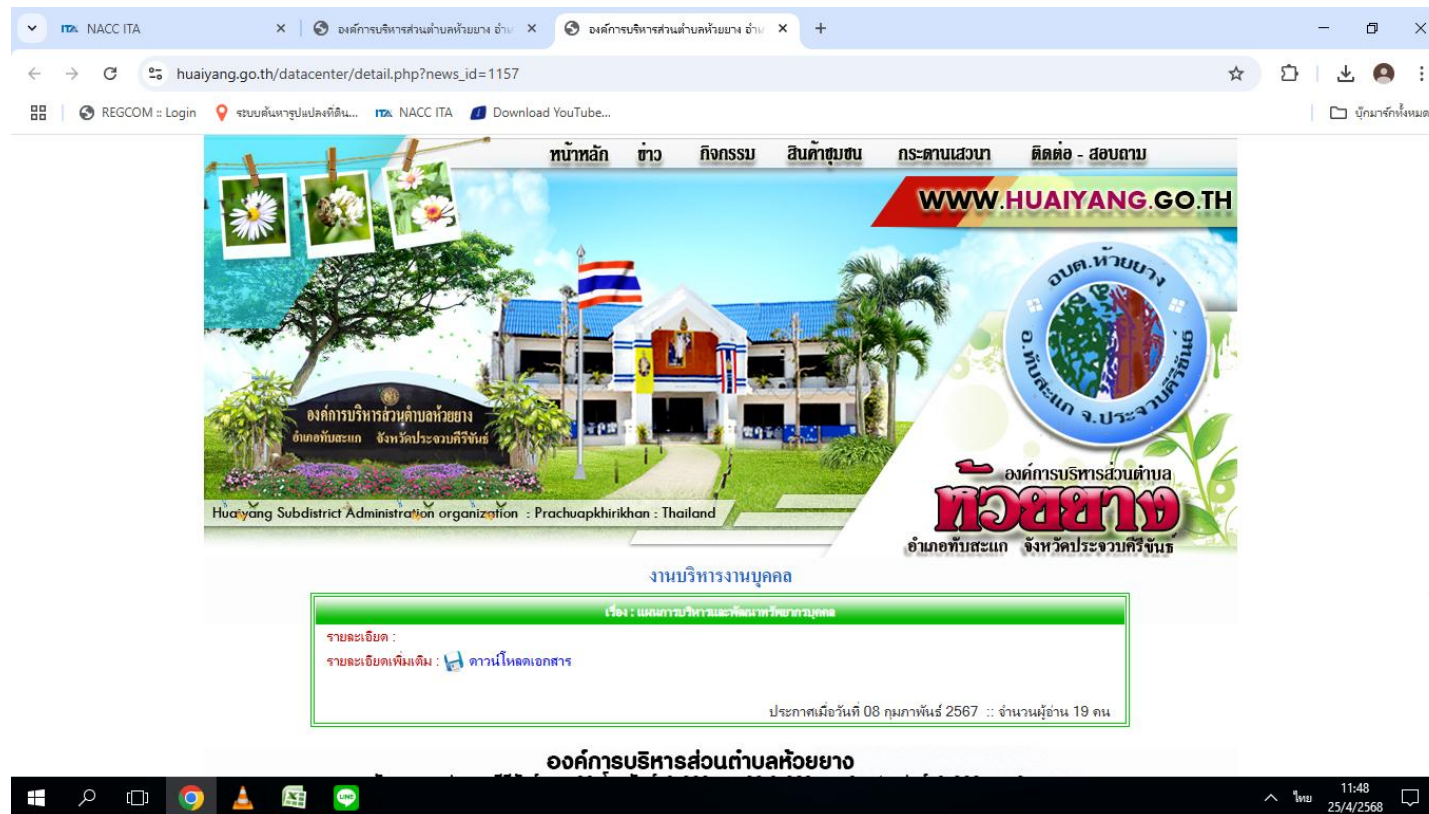 NACC ITA
องค์การบริหารส่วนตำบลห้วยยาง อำเ
องค์การบริหารส่วนตำบลห้วยยาง อำเ
huaiyang.go.th/datacenter/detail.php?news_id=1157
REGCOM :: Login
ระบบค้นหารูปแปลงที่ดิน...
NACC ITA
Download YouTube...
บุ๊กมาร์กทั้งหมด
หน้าหลัก ข่าว กิจกรรม สินค้าชุมชน กระดานเสวนา ติดต่อ - สอบถาม
WWW.HUAIYANG.GO.TH
อบต.ห้วยยาง
อ.ทับสะแก จ.ประจวบคีรีขันธ์
องค์การบริหารส่วนตำบลห้วยยาง
อำเภอทับสะแก จังหวัดประจวบคีรีขันธ์
องค์การบริหารส่วนตำบล
ห้วยยาง
อำเภอทับสะแก จังหวัดประจวบคีรีขันธ์
Huaiyang Subdistrict Administration organization : Prachuapkhirikhan : Thailand
งานบริหารงานบุคคล
เรื่อง : แผนการบริหารและพัฒนาทรัพยากรบุคคล
รายละเอียด :
รายละเอียดเพิ่มเติม : ดาวน์โหลดเอกสาร
ประกาศเมื่อวันที่ 08 กุมภาพันธ์ 2567 :: จำนวนผู้อ่าน 19 คน
องค์การบริหารส่วนตำบลห้วยยาง
ไทย
11:48
25/4/2568